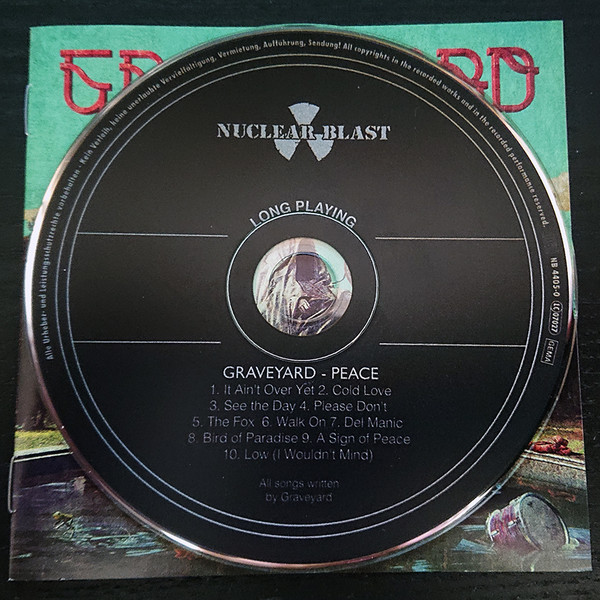 GRAVEYARD
Alle Urheber- und Leistungsschutzrechte vorbehalten · Kein Verleih, keine unerlaubte Vervielfältigung, Vermietung, Aufführung, Sendung! All copyrights in the recorded works and in the recorded performance reserved.
NUCLEAR BLAST
LONG PLAYING
NB 4405-0 LC 07027 GEMA
GRAVEYARD - PEACE
1. It Ain't Over Yet 2. Cold Love
3. See the Day 4. Please Don't
5. The Fox 6. Walk On 7. Del Manic
8. Bird of Paradise 9. A Sign of Peace
10. Low (I Wouldn't Mind)
All songs written
by Graveyard